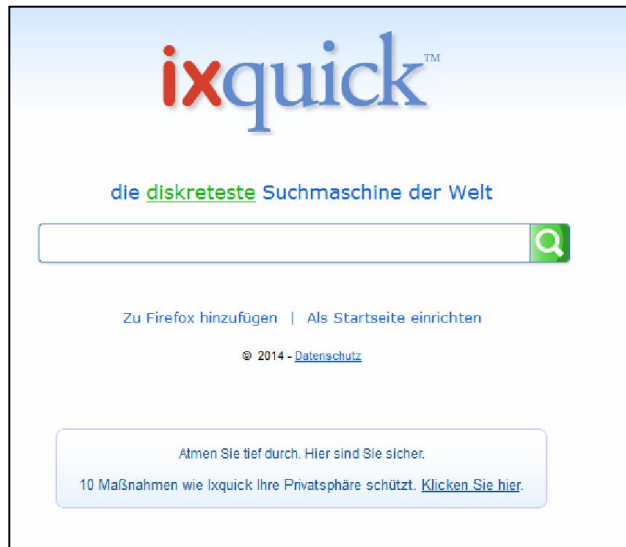 ixquick™
die diskreteste Suchmaschine der Welt
Zu Firefox hinzufügen | Als Startseite einrichten
© 2014 - Datenschutz
Atmen Sie tief durch. Hier sind Sie sicher.
10 Maßnahmen wie Ixquick Ihre Privatsphäre schützt. Klicken Sie hier.